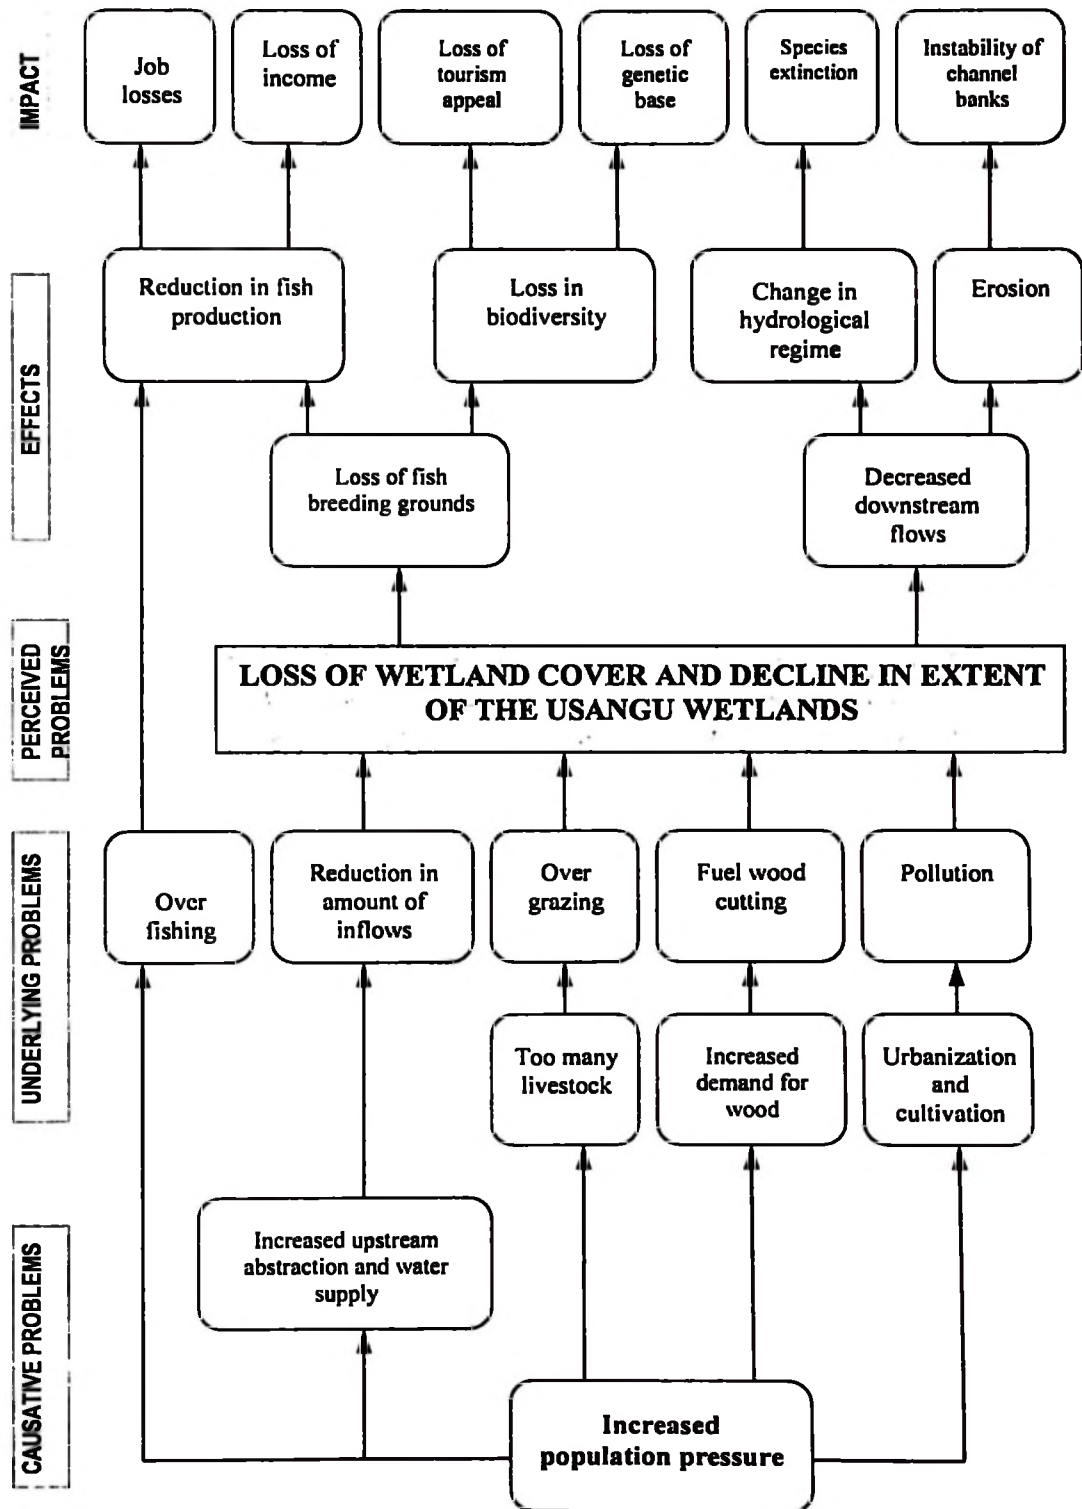 IMPACT
Job
losses
Loss of
income
Loss of
tourism
appeal
Loss of
genetic
base
Species
extinction
Instability of
channel
banks
EFFECTS
Reduction in fish
production
Loss in
biodiversity
Change in
hydrological
regime
Erosion
Loss of fish
breeding grounds
Decreased
downstream
flows
PERCEIVED
PROBLEMS
LOSS OF WETLAND COVER AND DECLINE IN EXTENT
OF THE USANGU WETLANDS
UNDERLYING PROBLEMS
Over
fishing
Reduction in
amount of
inflows
Over
grazing
Fuel wood
cutting
Pollution
Too many
livestock
Increased
demand for
wood
Urbanization
and
cultivation
CAUSATIVE PROBLEMS
Increased upstream
abstraction and water
supply
Increased
population pressure